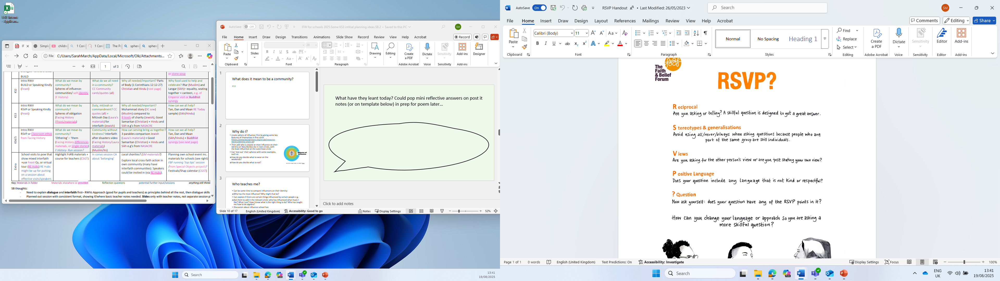 E&L Interns
- Applican...
IF
Simple
childre
1 Cori
1 Cori
The Po
sphere
sphere
File
C:/Users/SarahMarch/AppData/Local/Microsoft/Olk/Attachments...
1
of 3
BUILD
or stone soup
KS2
Intro RWV
BUILD or Speaking Kindly
(Feast)
What do we mean by
community?
Spheres of influence:
communities/ self-identity
(F History)
What do we all need
in a community?
CC Community
cards/quotes (all)
Why all needed/important? Parts
of Body (1 Corinthians 12:12-27)
Christian and Hindu (next page)
Why food used to help and
celebrate? Iftar (Muslim) and
Langar (Sikh)– equality, seating
together + canteen, e.g. of
Emperor visit or Buddhist
synergy
KS3
Intro RWV
RSVP or Speaking Kindly
(Feast)
What do we mean by
community?
Spheres of obligation
(Facing History
PPoint/materials)
Duty, mitzvah or
commandment? CC
quotes (all) +
Mitzvah Day (Laura's
materials) for
interfaith (Jewish)
Why all needed/important?
Muhammad story (DC sow)
(Muslim) compared to
8 levels of charity (Jewish), Good
Samaritan (Christian) + Hindu and
Sikh e.g's from NASACRE
How can we all help?
Tan, Dan and Maan RE Today
sample) (Sikh/Hindu)
KS4/5
Intro RWV
RSVP or Classroom ethos
from Facing History
What do we mean by
community?
'Othering' – 'them
(Facing History differences
materials, or single stories)
F History- Run session?
Community without
kindness? Interfaith
after disasters video
(Facing History/Laura
materials)
(Muslim/Xn)
How can serving bring us together?
3 parables comparison Jewish
(Laura's materials) + Good
Samaritan (Christian) + Hindu and
Sikh e.g's from NASACRE
How can we all help?
Tan, Dan and Maan
(Sikh/Hindu) + Buddhist
synergy (see next page)
Extra
School visits to pow that
show mixed interfaith
+use Feast Qs, or virtual
tour (RE Hubs) RE Hubs
might be up for putting
on a session about
effective visits/speakers
Highlight FoRB materials +
course for teachers (CSGT)
In convo session CA
about 'belonging'
Local charities? (SM materials?)
Explore local cross-faith action in
own community (many have
interfaith communities). Speakers
could be invited in (via RE Hubs).
Planning own school event inc.
materials for schools (see right)
FBF running 'top tips' session
(from Special Objects project)?
Festivals/Shap calendar (CGST)
Key: Materials in folder
Materials elsewhere or provided
Reflection questions
potential further input/sessions
anything still thinki
SB thoughts:
- Need to explain dialogue and interfaith first– RWVs Approach (good for pupils and teachers) as principles behind all the rest, then dialogue skills
- Planned out session with consistent format, showing if/where basic teacher notes needed. Slides only with teacher notes, not separate session p
AutoSave Off
IFW for schools 2025.Some KS3 intitial planning ideas.SB.2 • Saved to this PC
SM
File Home Insert Draw Design Transitions Animations Slide Show Record Review View Help Acrobat
Record
Paste
Slides
28
Drawing
Editing
Create
a PDF
Dictate
Sensitivity
Add-ins
Designer
Clipboard
Font
Paragraph
Adobe Acrobat
Voice
Sensitivity
Add-ins
1
What does it mean to be a community?
KS3
2
Why do I?
• create sphere of influence: first by giving some key
features of themselves in first circle
(https://www.facinghistory.org/en-gb/resource-
library/identity-chart-uk)
• Then add who is closest or most influence on their
identity or likes/dislikes etc in next circles, with
the least influential on the outermost circle
• Can 'test out' their spheres with some examples,
such as:
How do you decide what to wear on the
weekends?
How do you decide what to eat?
Spheres of
influence
3
Who teaches me?
• Can be some time to compare influencers on their identity:
Who has the most influence? Why might that be?
• Can explore if there are certain things influenced by certain people e.g.
Ask them to add in the relevant circle: who has influenced what music I
like? What I eat? How I know what is the right thing to do? Who has taught
me how to do algebra?
• Discussion about influence school has:
What have they leant today? Could pop mini reflective answers on post it
notes (or on template below) in prep for poem later...
Click to add notes
Slide 10 of 17
English (United Kingdom)
Accessibility: Good to go
Notes
Display Settings
52%
Search
13:41
19/08/2025
AutoSave On
RSVP Handout
• Last Modified: 26/05/2023
Search
SM
File Home Insert Draw Design Layout References Mailings Review View Help Acrobat
Comments
Editing
Share
Paste
Calibri (Body)
11
Normal
No Spacing
Heading 1
Find
Replace
Select
Create
a PDF
Dictate
Sensitivity
Editor
Add-ins
Clipboard
Font
Paragraph
Styles
Editing
Adobe Acrobat
Voice
Sensitivity
Editor
Add-ins
The
Faith
& Belief
Forum
RSVP?
R eciprocal
Are you asking or telling? A skillful question is designed to get a great answer.
S tereotypes & generalisations
Avoid using all/never/always when asking questions because people who are
part of the same group are still individuals.
V iews
Are you asking for the other person's view or are you just stating your own view?
P ositive Language
Does your question include any language that is not kind or respectful?
? Question
Now ask yourself: does your question have any of the RSVP points in it?
How can you change your language or approach so you are asking a
more skillful question?
Page 1 of 1
0 words
English (United Kingdom)
Text Predictions: On
Accessibility: Investigate
Display Settings
Focus
100%
Search
ENG
UK
13:41
19/08/2025